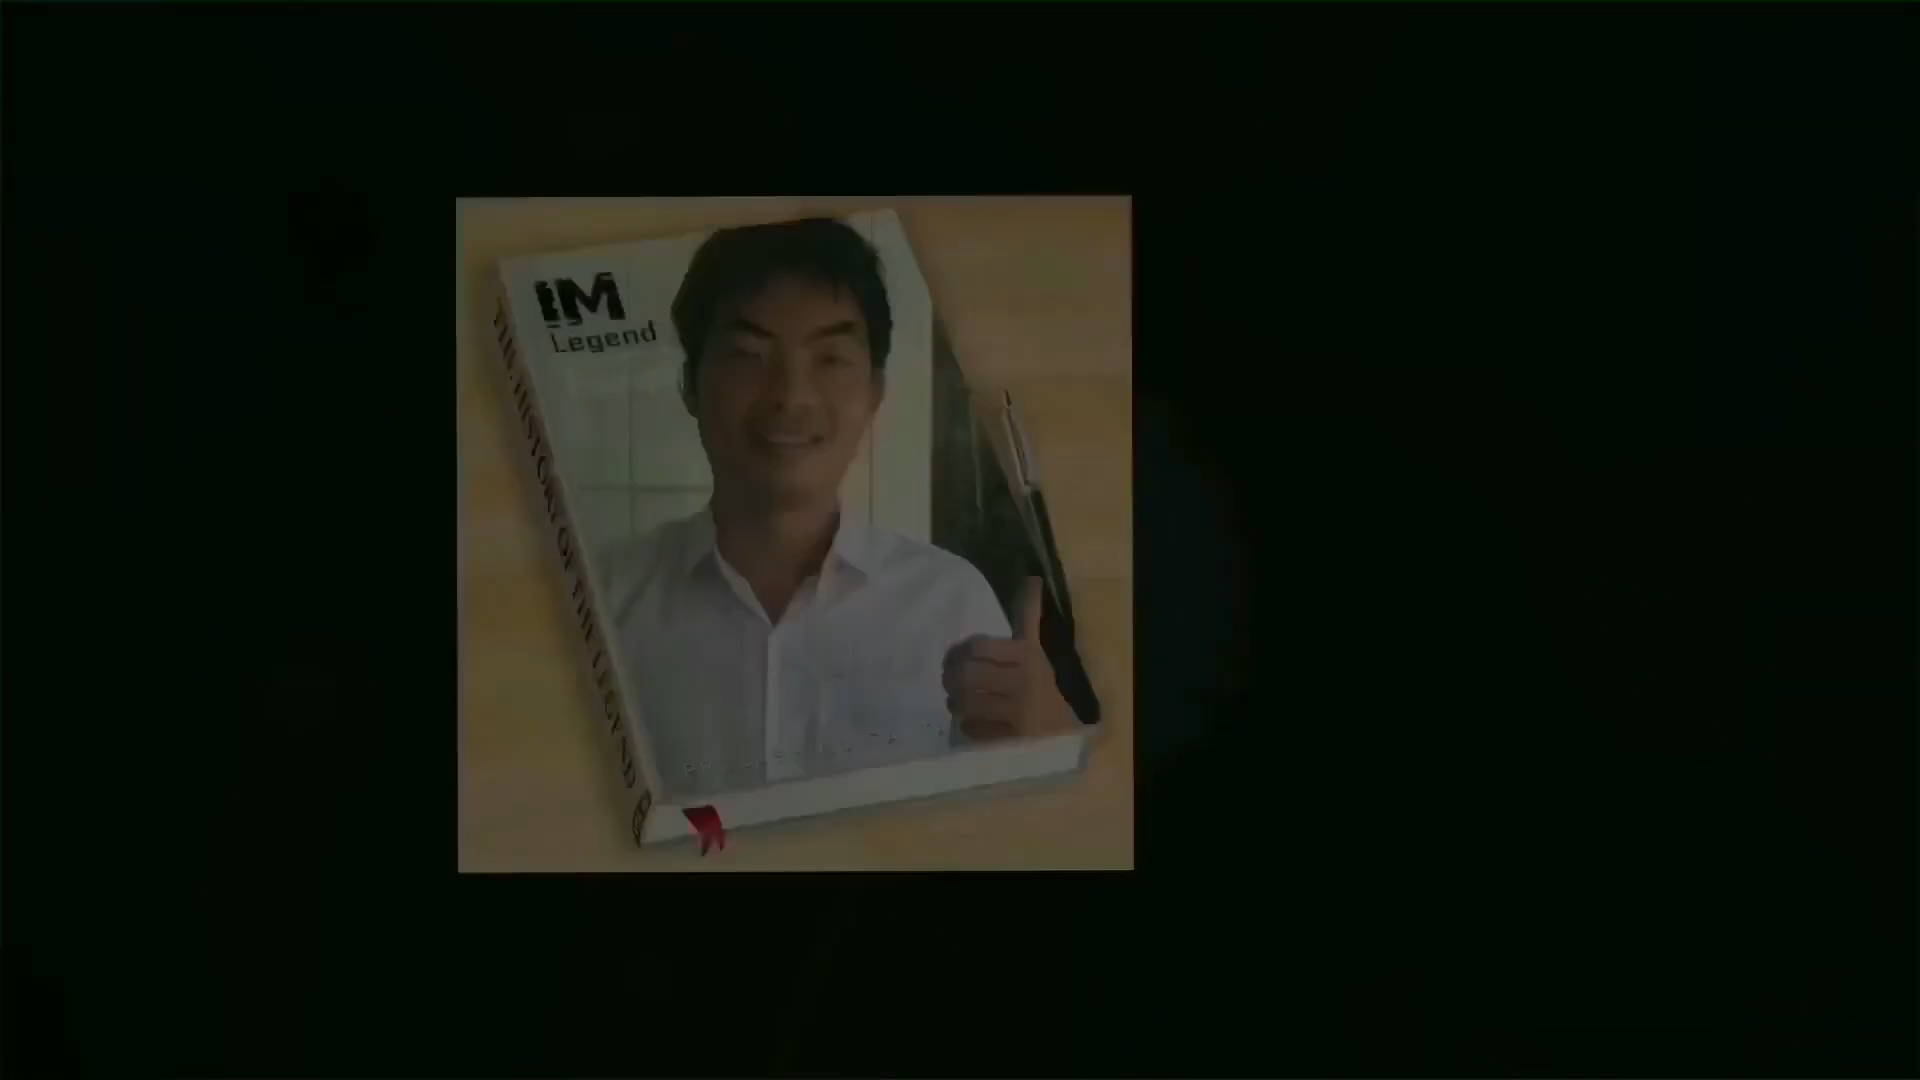 IM
Legend
THE HISTORY OF THE LEGEND